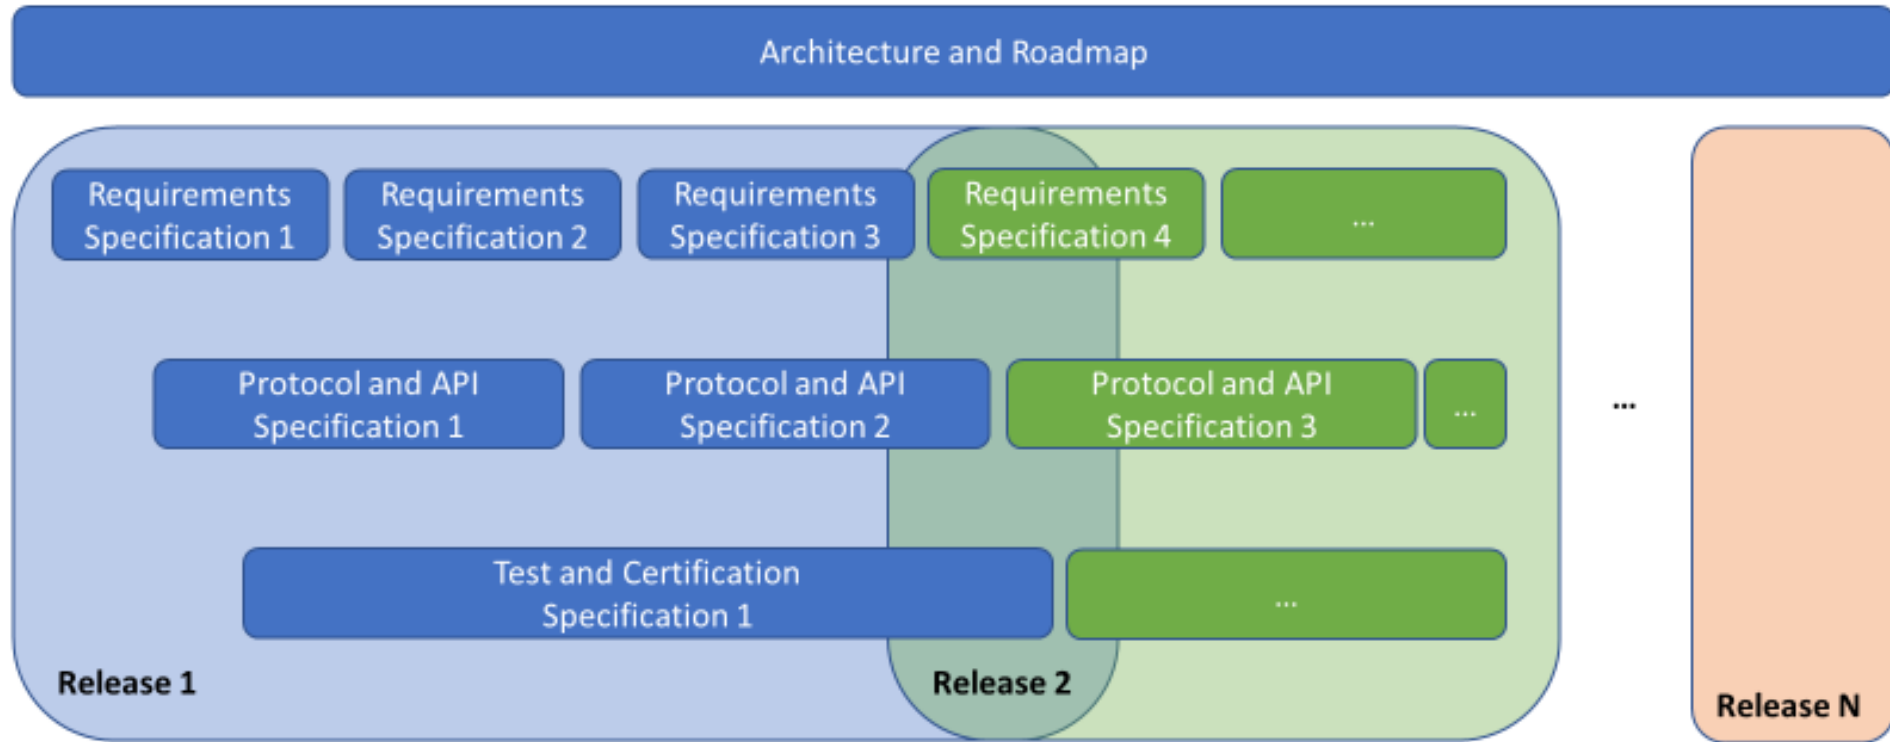 Architecture and Roadmap
Requirements
Specification 1
Requirements
Specification 2
Requirements
Specification 3
Requirements
Specification 4
...
Protocol and API
Specification 1
Protocol and API
Specification 2
Protocol and API
Specification 3
...
...
Test and Certification
Specification 1
...
Release 1
Release 2
Release N